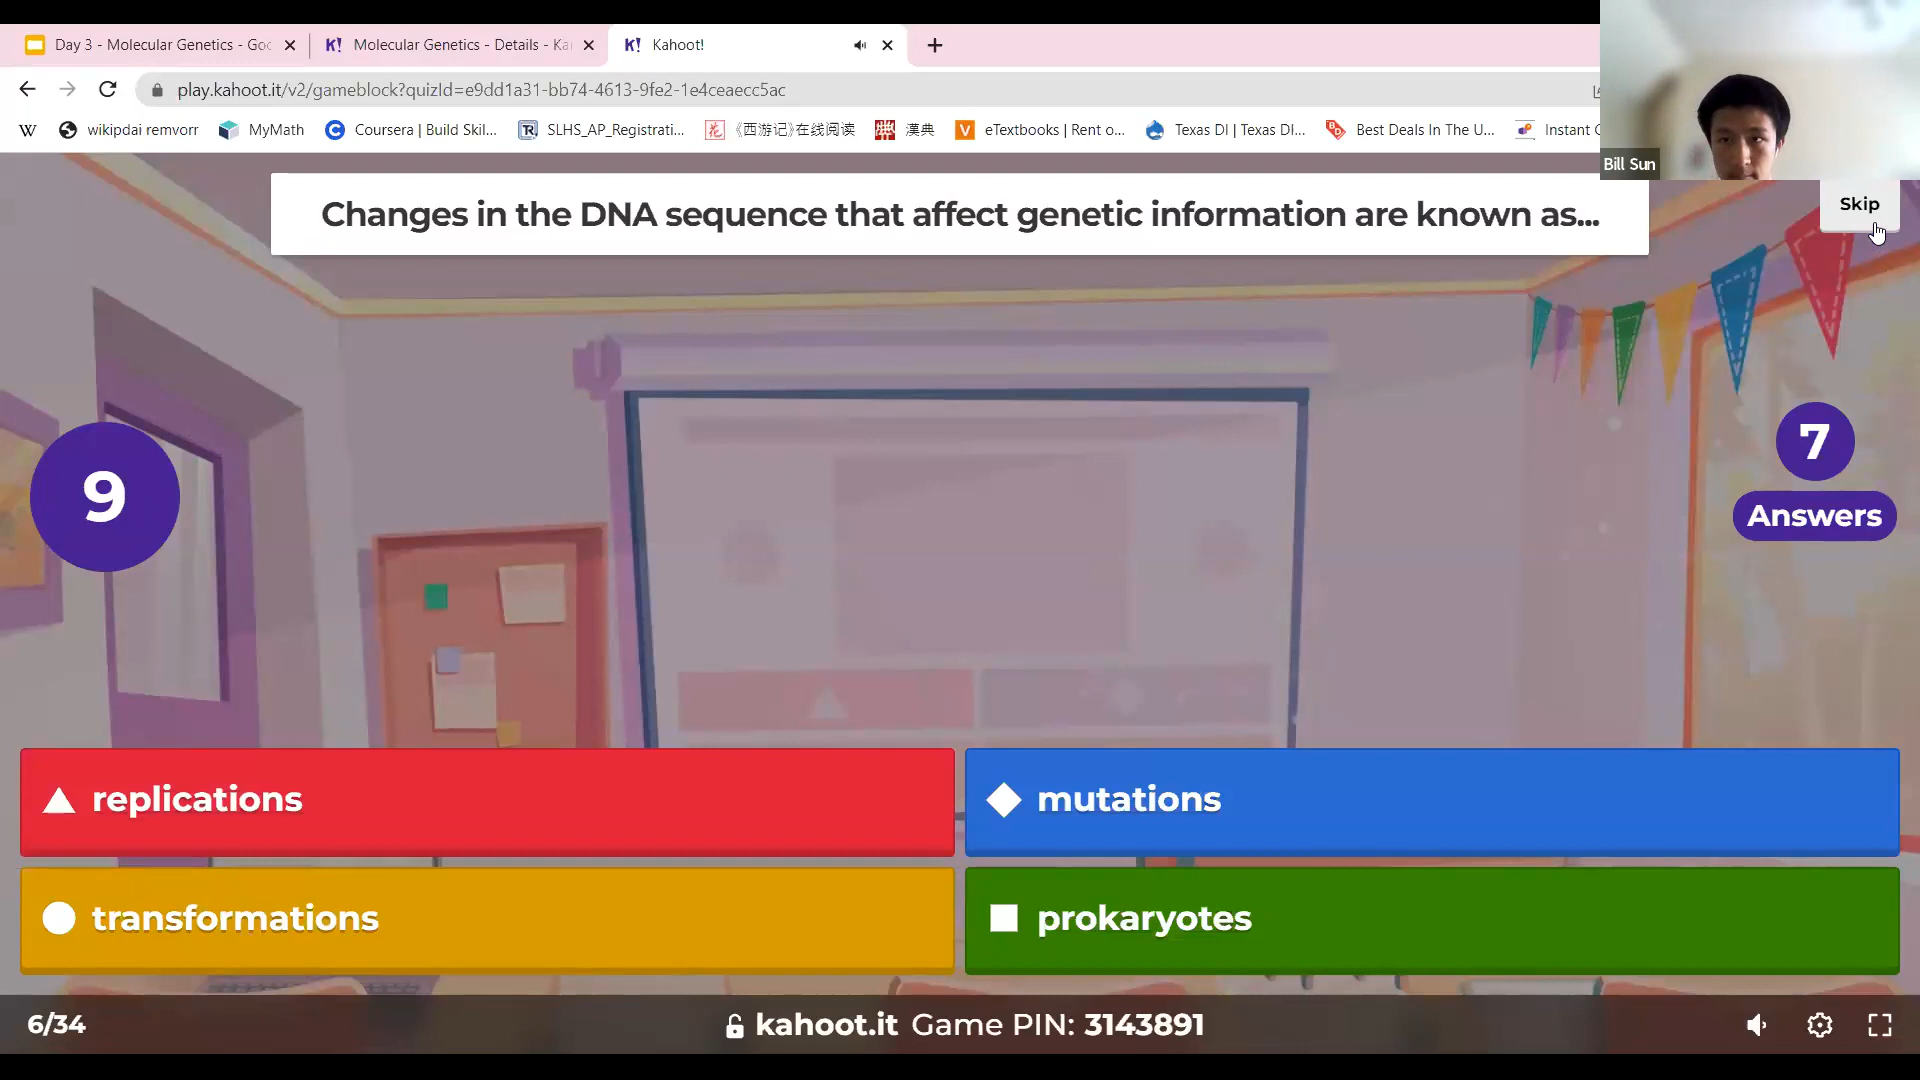 Day 3 - Molecular Genetics - Goo
K! Molecular Genetics - Details - Ka
K! Kahoot!
play.kahoot.it/v2/gameblock?quizId=e9dd1a31-bb74-4613-9fe2-1e4ceaecc5ac
W wikipdai remvorr MyMath Coursera | Build Skil... SLHS_AP_Registrati... 《西游记》在线阅读 漢典 eTextbooks | Rent o... Texas DI | Texas DI... Best Deals In The U... Instant
Bill Sun
Skip
Changes in the DNA sequence that affect genetic information are known as...
9
7
Answers
replications
mutations
transformations
prokaryotes
6/34
kahoot.it Game PIN: 3143891